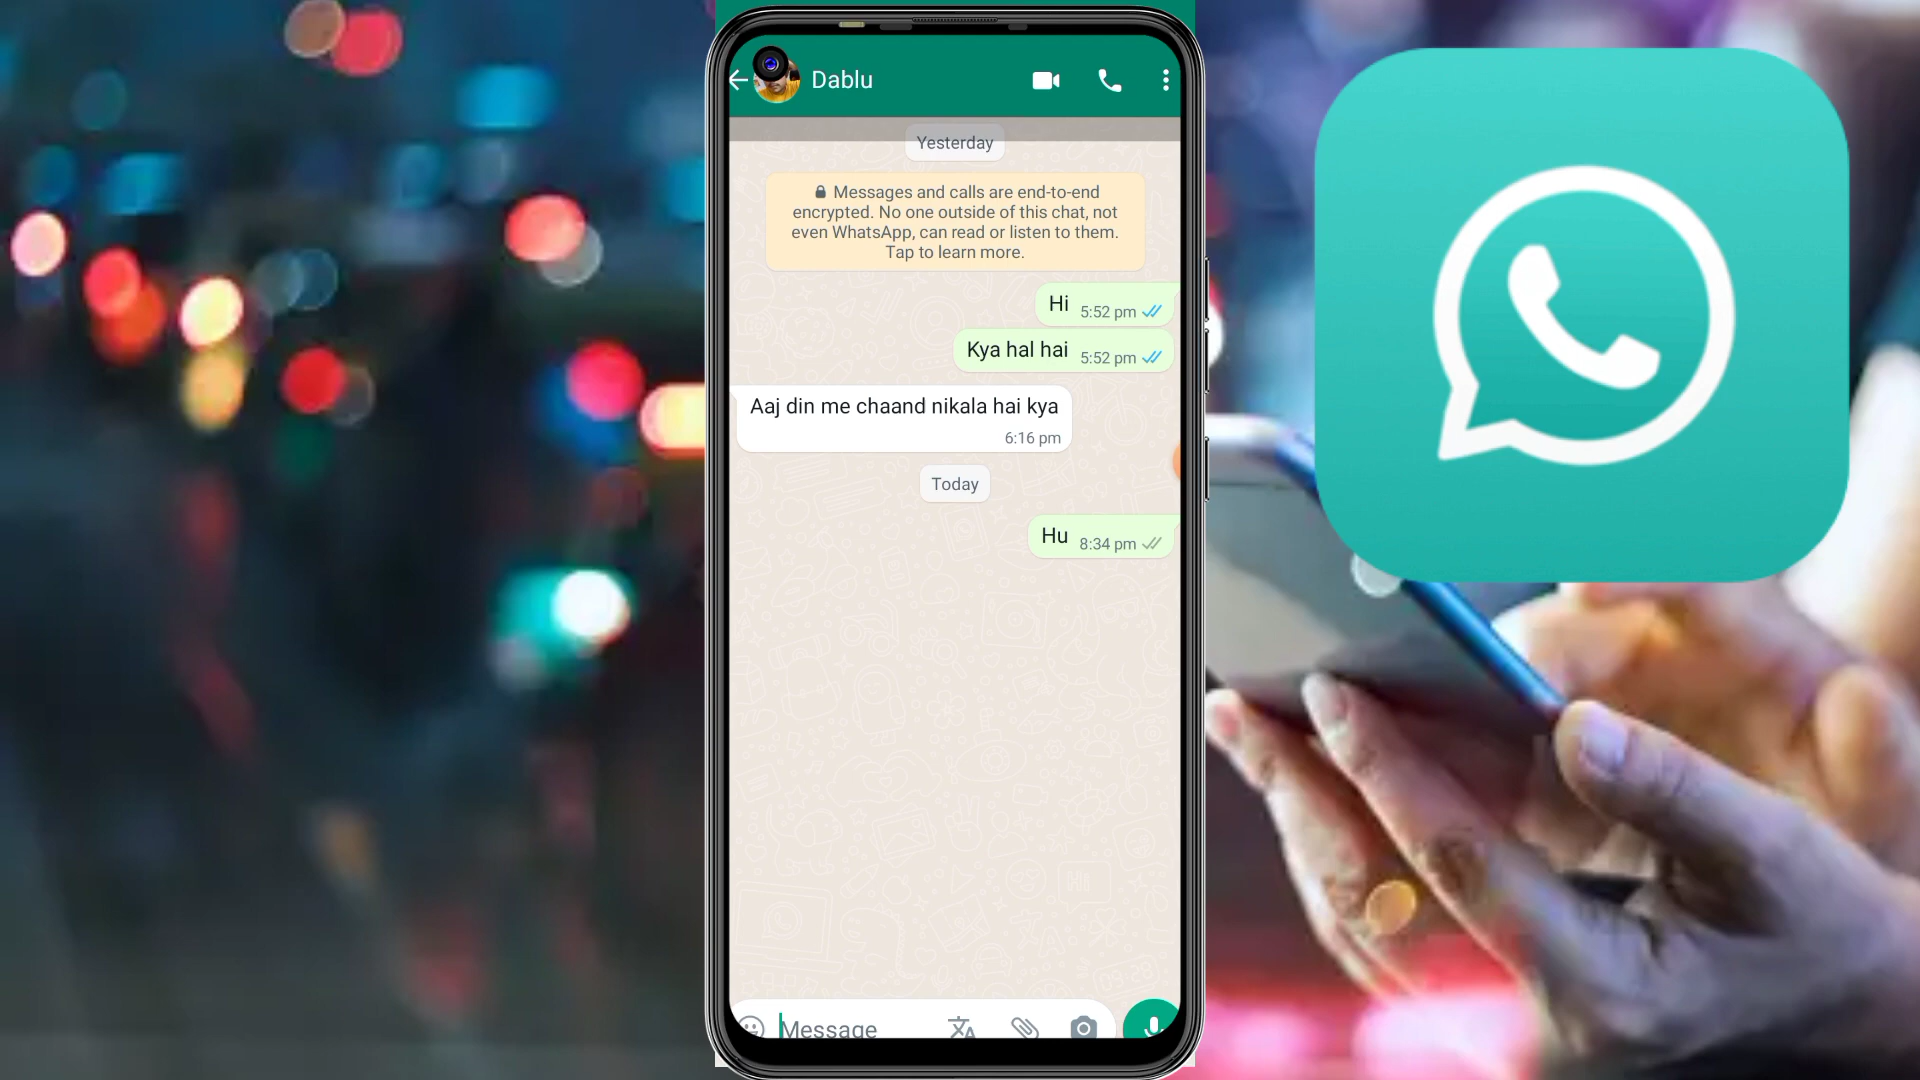 Dablu
Yesterday
Messages and calls are end-to-end
encrypted. No one outside of this chat, not
even WhatsApp, can read or listen to them.
Tap to learn more.
Hi 5:52 pm
Kya hal hai 5:52 pm
Aaj din me chaand nikala hai kya
6:16 pm
Today
Hu 8:34 pm
Message